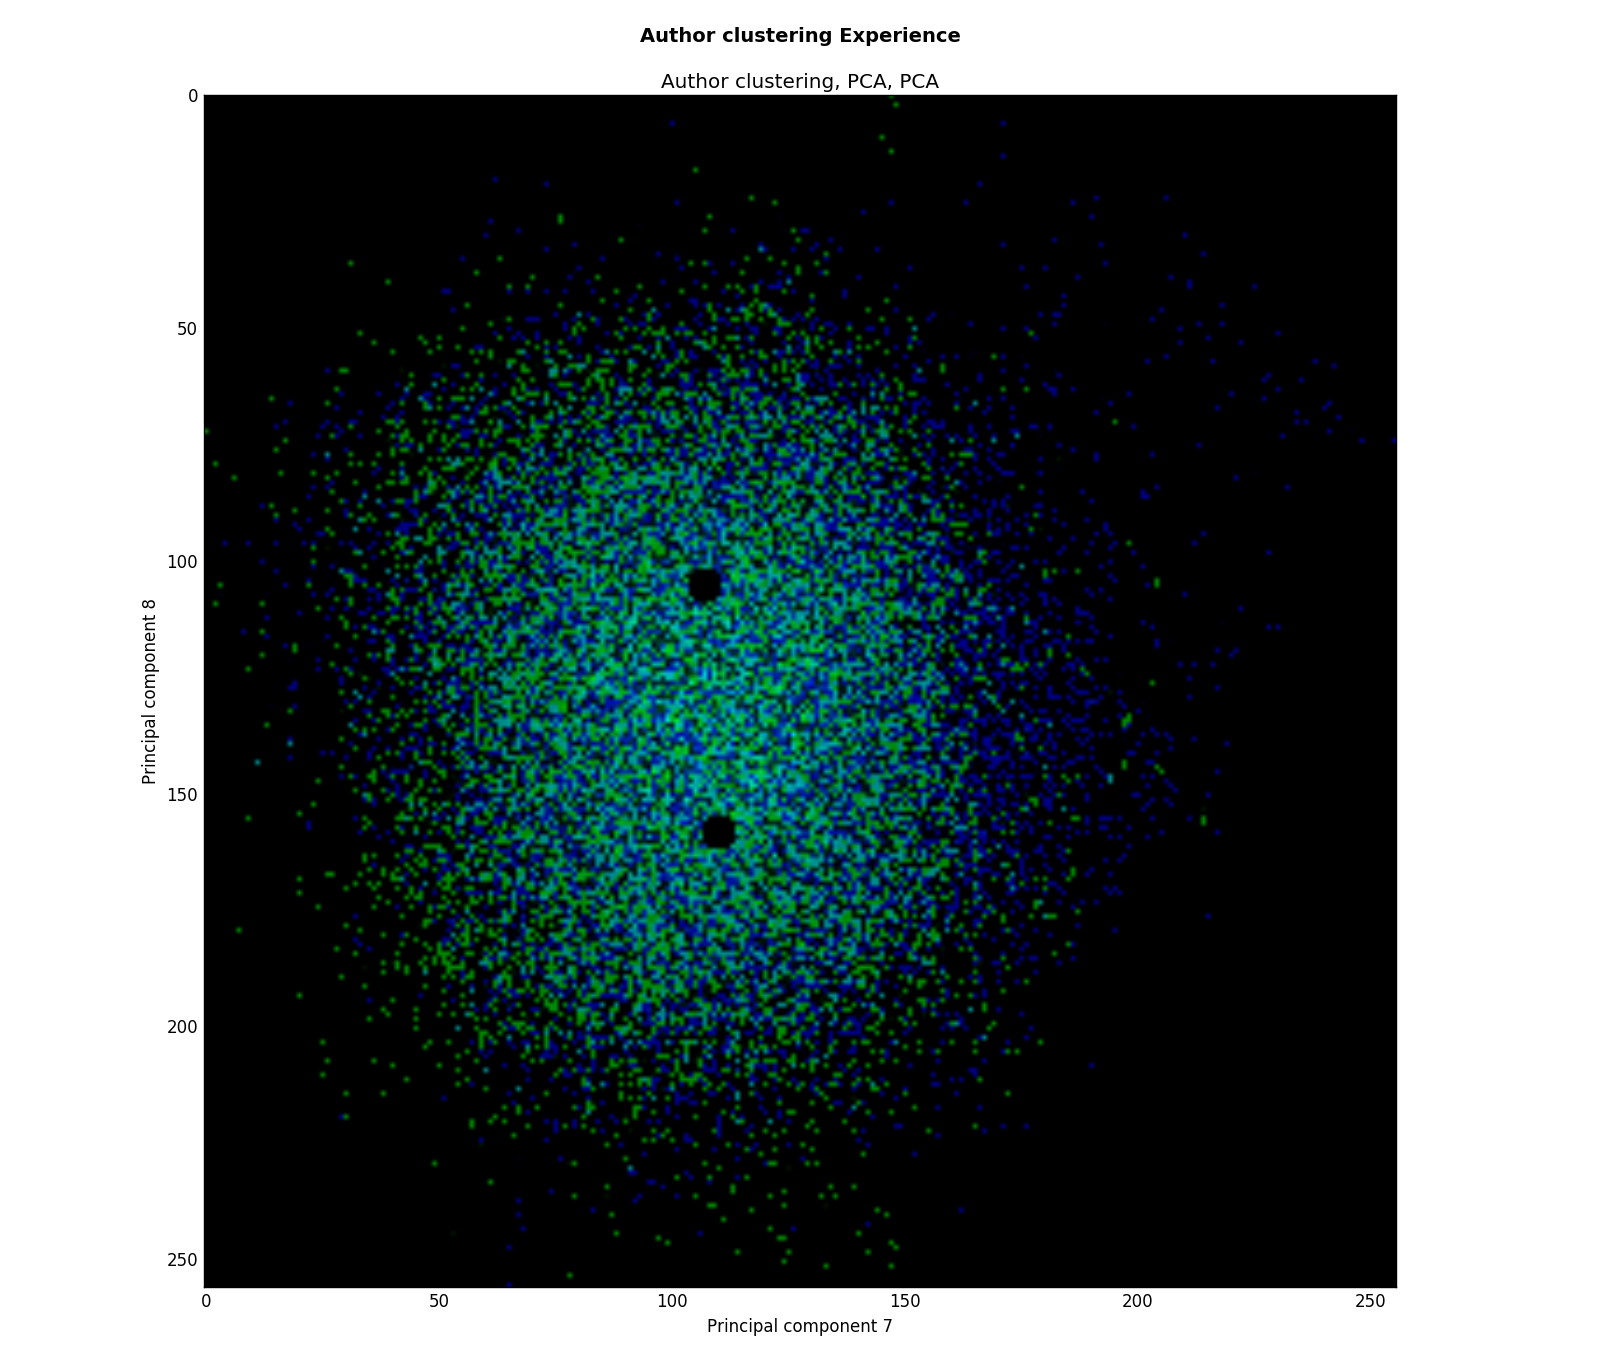 Author clustering Experience
Author clustering, PCA, PCA
0
50
100
150
200
250
Principal component 8
0 50 100 150 200 250
Principal component 7